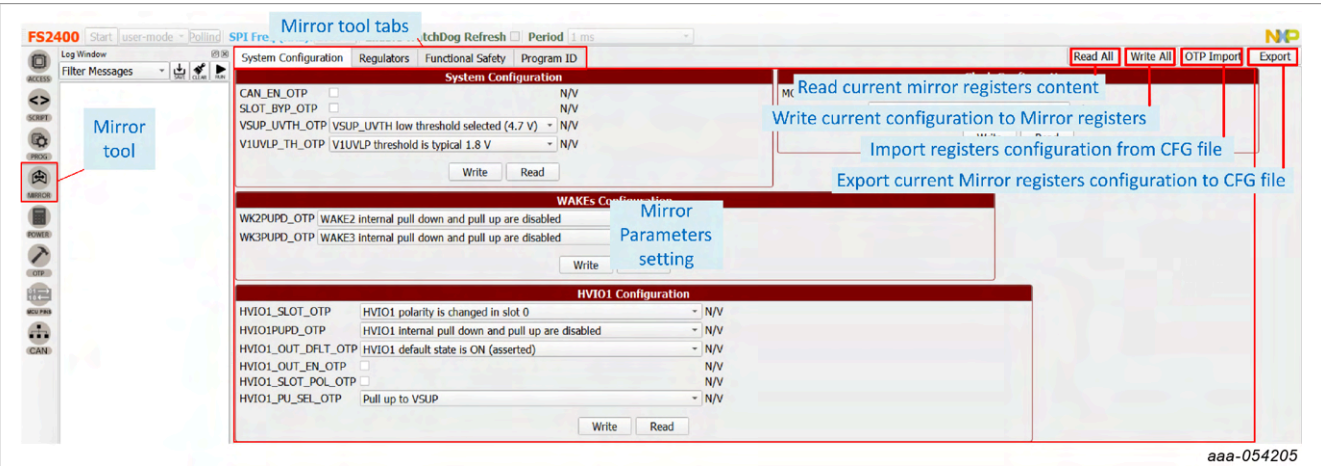 FS2400 Start user-mode Polling SPI Fre Mirror tool tabs tchDog Refresh Period 1 ms NXP
Log Window
Filter Messages SAVE CLEAR RUN
System Configuration Regulators Functional Safety Program ID Read All Write All OTP Import Export
ACCESS
SCRIPT
PROG
MIRROR
POWER
OTP
MCU PINS
CAN
Mirror
tool
System Configuration
CAN_EN_OTP N/V
SLOT_BYP_OTP N/V
VSUP_UVTH_OTP VSUP_UVTH low threshold selected (4.7 V) N/V
V1UVLP_TH_OTP V1UVLP threshold is typical 1.8 V N/V
Write Read
Read current mirror registers content
Write current configuration to Mirror registers
Import registers configuration from CFG file
Export current Mirror registers configuration to CFG file
WAKEs Configuration
WK2PUPD_OTP WAKE2 internal pull down and pull up are disabled
WK3PUPD_OTP WAKE3 internal pull down and pull up are disabled
Write
Mirror
Parameters
setting
HVIO1 Configuration
HVIO1_SLOT_OTP HVIO1 polarity is changed in slot 0 N/V
HVIO1PUPD_OTP HVIO1 internal pull down and pull up are disabled N/V
HVIO1_OUT_DFLT_OTP HVIO1 default state is ON (asserted) N/V
HVIO1_OUT_EN_OTP N/V
HVIO1_SLOT_POL_OTP N/V
HVIO1_PU_SEL_OTP Pull up to VSUP N/V
Write Read
aaa-054205